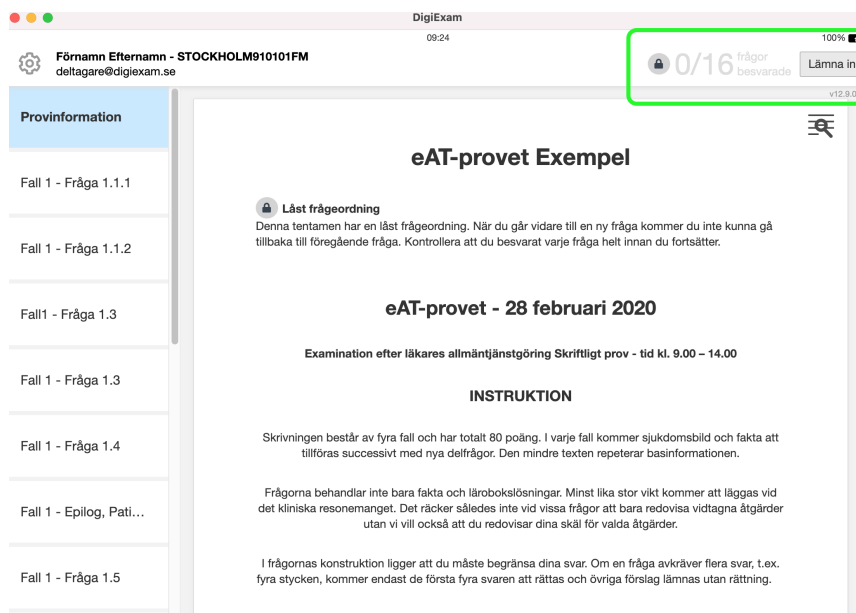 DigiExam
09:24
100%
Förnamn Efternamn - STOCKHOLM910101FM
deltagare@digiexam.se
0/16 frågor
besvarade
Lämna in
v12.9.0
Provinformation
Fall 1 - Fråga 1.1.1
Fall 1 - Fråga 1.1.2
Fall1 - Fråga 1.3
Fall 1 - Fråga 1.3
Fall 1 - Fråga 1.4
Fall 1 - Epilog, Pati...
Fall 1 - Fråga 1.5
eAT-provet Exempel
Låst frågeordning
Denna tentamen har en låst frågeordning. När du går vidare till en ny fråga kommer du inte kunna gå
tillbaka till föregående fråga. Kontrollera att du besvarat varje fråga helt innan du fortsätter.
eAT-provet - 28 februari 2020
Examination efter läkares allmäntjänstgöring Skriftligt prov - tid kl. 9.00 – 14.00
INSTRUKTION
Skrivningen består av fyra fall och har totalt 80 poäng. I varje fall kommer sjukdomsbild och fakta att
tillföras successivt med nya delfrågor. Den mindre texten repeterar basinformationen.
Frågorna behandlar inte bara fakta och lärobokslösningar. Minst lika stor vikt kommer att läggas vid
det kliniska resonemanget. Det räcker således inte vid vissa frågor att bara redovisa vidtagna åtgärder
utan vi vill också att du redovisar dina skäl för valda åtgärder.
I frågornas konstruktion ligger att du måste begränsa dina svar. Om en fråga avkräver flera svar, t.ex.
fyra stycken, kommer endast de första fyra svaren att rättas och övriga förslag lämnas utan rättning.